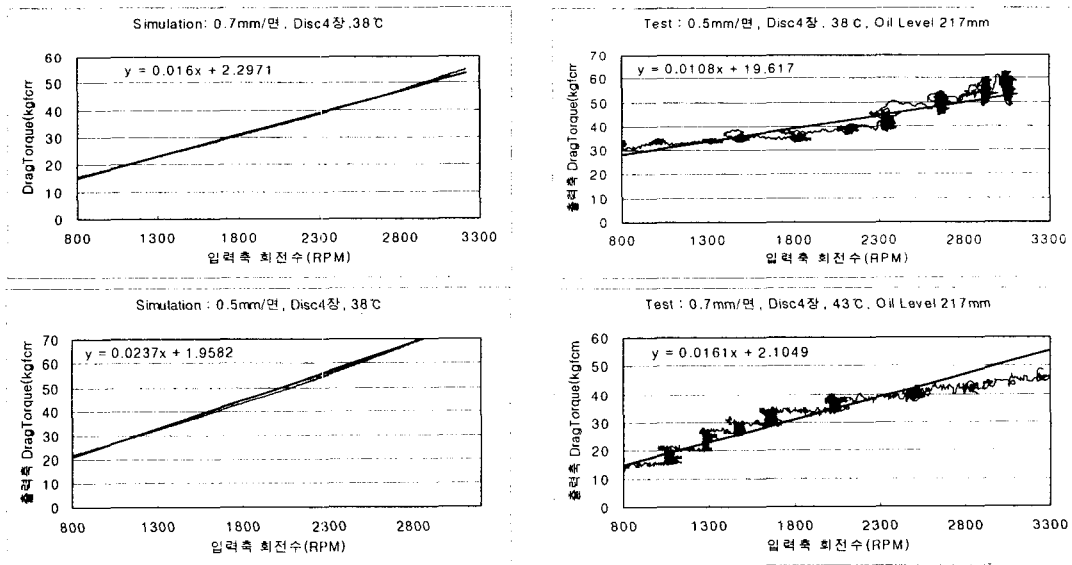 Simulation : 0.7mm/면, Disc4장,38℃
y = 0.016x + 2.2971
DragTorque(kgfcm
60
50
40
30
20
10
0
800 1300 1800 2300 2800 3300
입력축 회전수(RPM)
Test : 0.5mm/면, Disc4장, 38℃, Oil Level 217mm
y = 0.0108x + 19.617
출력축 DragTorque(kgfcm
70
60
50
40
30
20
10
0
800 1300 1800 2300 2800 3300
입력축 회전수(RPM)
Simulation : 0.5mm/면, Disc4장, 38℃
y = 0.0237x + 1.9582
출력축 DragTorque(kgfcm
70
60
50
40
30
20
10
0
800 1300 1800 2300 2800
입력축 회전수(RPM)
Test : 0.7mm/면, Disc4장, 43℃, Oil Level 217mm
y = 0.0161x + 2.1049
출력축 DragTorque(kgfcm
60
50
40
30
20
10
0
800 1300 1800 2300 2800 3300
입력축 회전수(RPM)